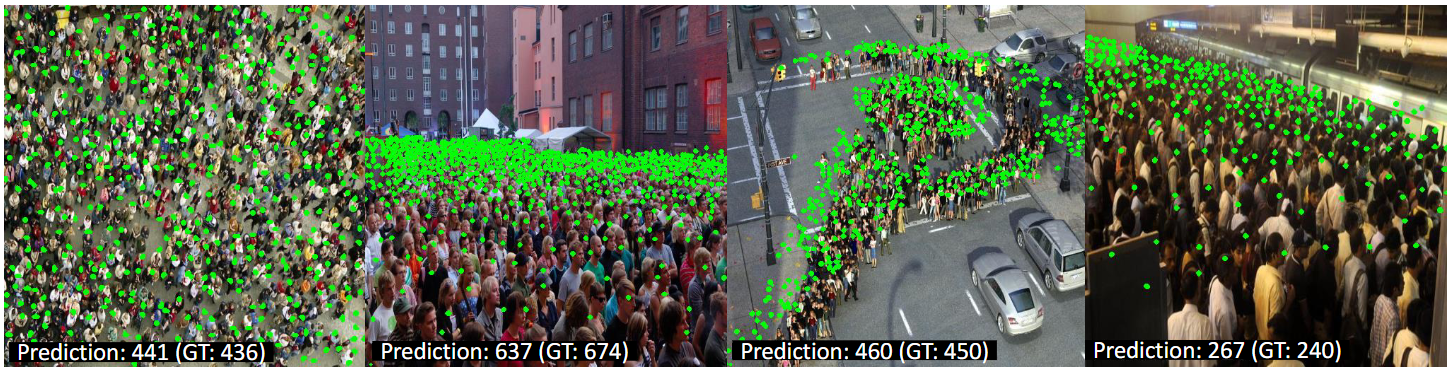 Prediction: 441 (GT: 436)
Prediction: 637 (GT: 674)
Prediction: 460 (GT: 450)
Prediction: 267 (GT: 240)